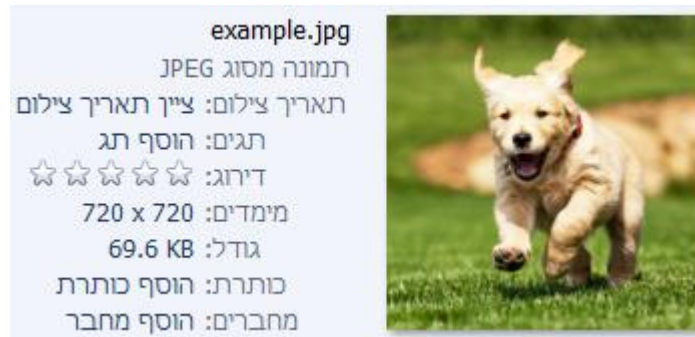 example.jpg
תמונה מסוג JPEG
תאריך צילום: ציין תאריך צילום
תגים: הוסף תג
דירוג: ☆☆☆☆☆
מימדים: 720 x 720
גודל: 69.6 KB
כותרת: הוסף כותרת
מחברים: הוסף מחבר